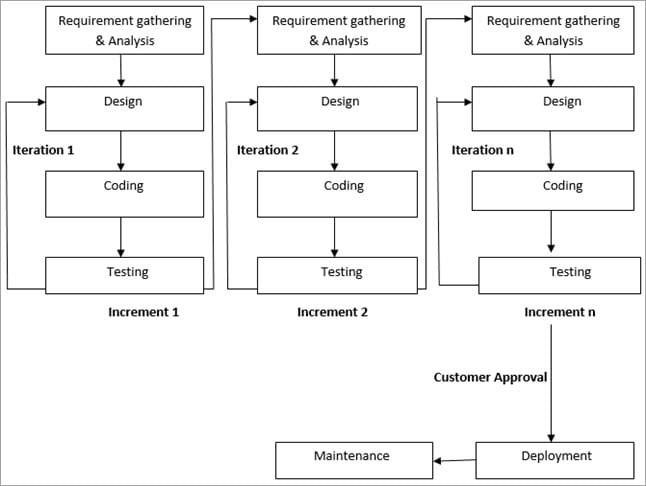 Requirement gathering
& Analysis
Requirement gathering
& Analysis
Requirement gathering
& Analysis
Design
Design
Design
Iteration 1
Iteration 2
Iteration n
Coding
Coding
Coding
Testing
Testing
Testing
Increment 1
Increment 2
Increment n
Customer Approval
Maintenance
Deployment